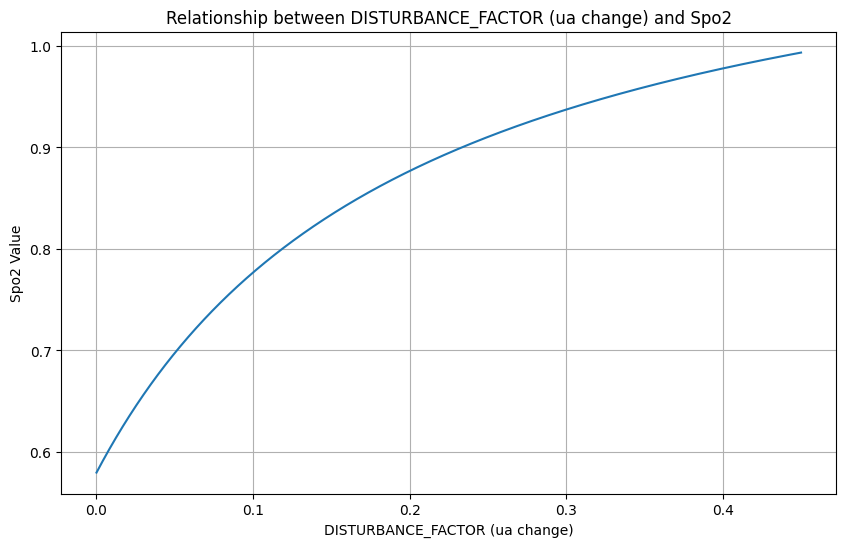 Relationship between DISTURBANCE_FACTOR (ua change) and Spo2
1.0
0.9
0.8
0.7
0.6
Spo2 Value
0.0 0.1 0.2 0.3 0.4
DISTURBANCE_FACTOR (ua change)